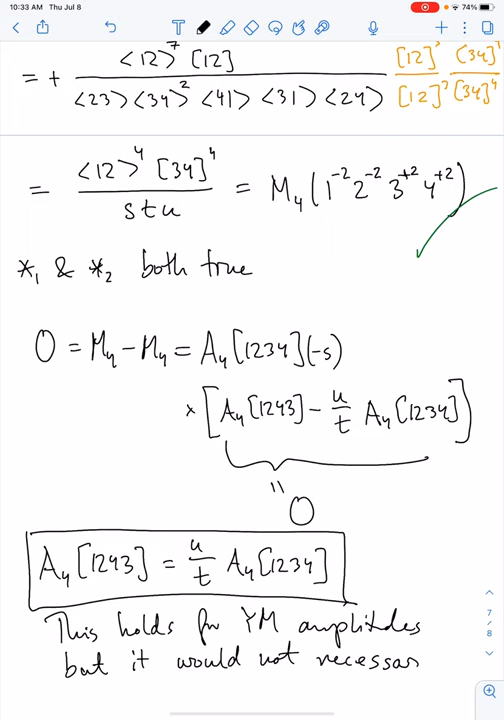 10:33 AM Thu Jul 8
74%
= + <12>⁷ [12] / <23><34>² <41> <31> <24> [12]³ / [12]³ <34> / [34]⁴
= <12>⁴ [34]⁴ / s t u = M₄ (1⁻² 2⁻² 3⁺² 4⁺²)
*₁ & *₂ both true
0 = M₄ - M₄ = A₄[1234](-s)
× [A₄[1243] - u/t A₄[1234]]
"
0
A₄[1243] = u/t A₄[1234]
This holds for YM amplitdes
but it would not necessar
7
/
8